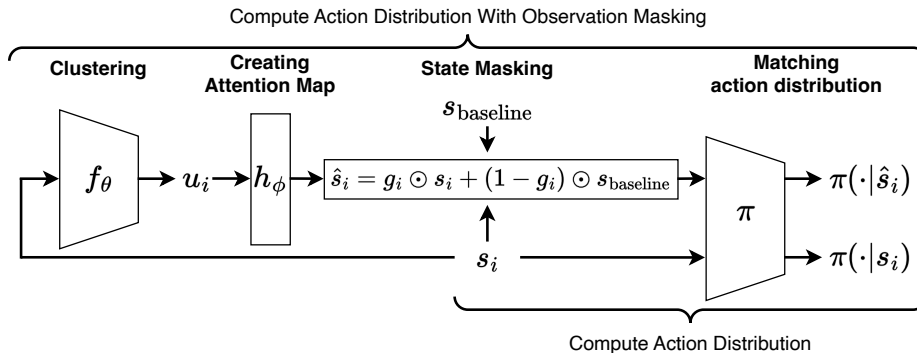 Compute Action Distribution With Observation Masking
Clustering
Creating
Attention Map
State Masking
Matching
action distribution
s_baseline
f_θ
u_i
h_ϕ
ŝ_i = g_i ⊙ s_i + (1 − g_i) ⊙ s_baseline
π
π(·|ŝ_i)
s_i
π(·|s_i)
Compute Action Distribution